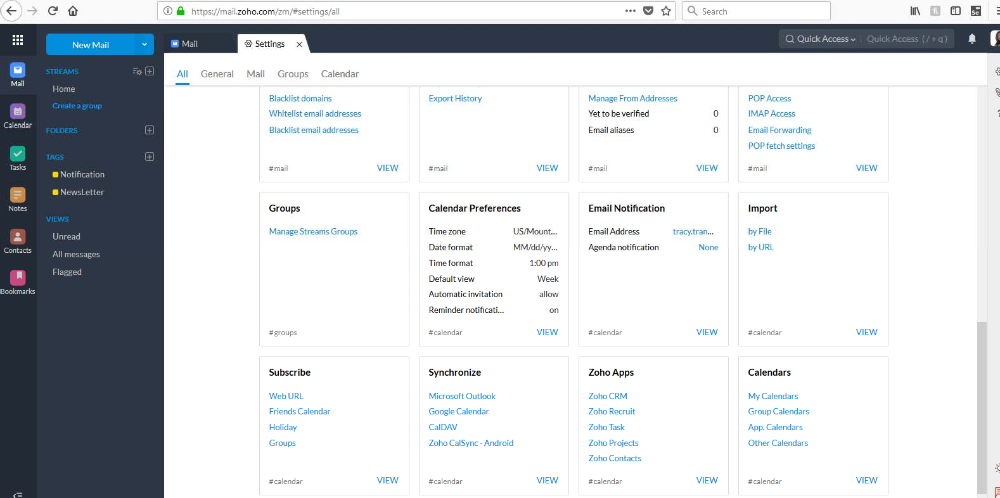 https://mail.zoho.com/zm/#settings/all
Search
New Mail
Mail
Settings
Quick Access
Quick Access ( / + q )
Mail
Calendar
Tasks
Notes
Contacts
Bookmarks
STREAMS
Home
Create a group
FOLDERS
TAGS
Notification
NewsLetter
VIEWS
Unread
All messages
Flagged
All General Mail Groups Calendar
Blacklist domains
Whitelist email addresses
Blacklist email addresses
#mail VIEW
Export History
#mail VIEW
Manage From Addresses
Yet to be verified 0
Email aliases 0
#mail VIEW
POP Access
IMAP Access
Email Forwarding
POP fetch settings
#mail VIEW
Groups
Manage Streams Groups
#groups
Calendar Preferences
Time zone US/Mount...
Date format MM/dd/yy...
Time format 1:00 pm
Default view Week
Automatic invitation allow
Reminder notificati... on
#calendar VIEW
Email Notification
Email Address tracy.tran...
Agenda notification None
#calendar VIEW
Import
by File
by URL
#calendar VIEW
Subscribe
Web URL
Friends Calendar
Holiday
Groups
#calendar VIEW
Synchronize
Microsoft Outlook
Google Calendar
CalDAV
Zoho CalSync - Android
#calendar VIEW
Zoho Apps
Zoho CRM
Zoho Recruit
Zoho Task
Zoho Projects
Zoho Contacts
#calendar VIEW
Calendars
My Calendars
Group Calendars
App. Calendars
Other Calendars
#calendar VIEW